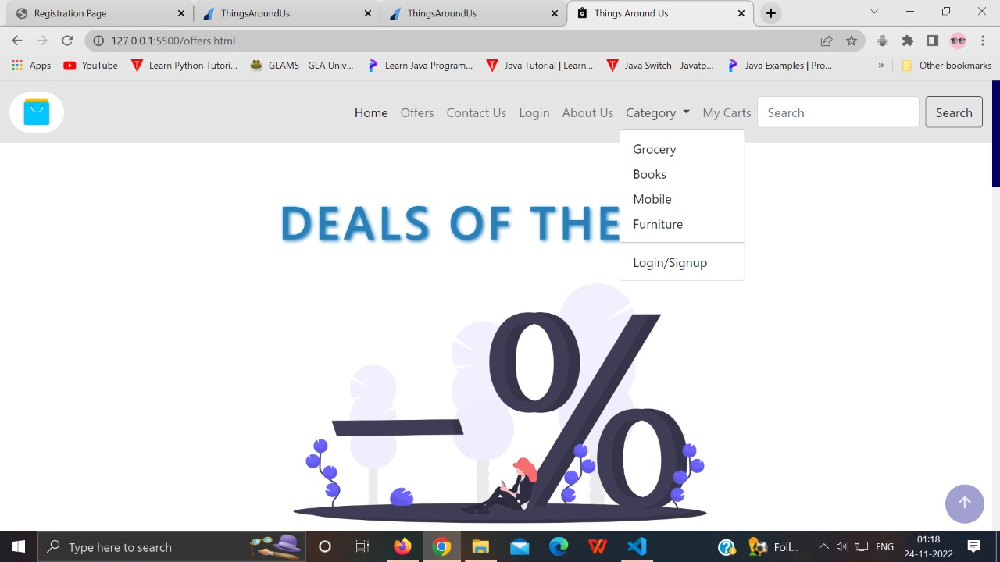 Registration Page
ThingsAroundUs
ThingsAroundUs
Things Around Us
127.0.0.1:5500/offers.html
Apps
YouTube
Learn Python Tutori...
GLAMS - GLA Univ...
Learn Java Program...
Java Tutorial | Learn...
Java Switch - Javatp...
Java Examples | Pro...
»
Other bookmarks
Home
Offers
Contact Us
Login
About Us
Category
My Carts
Search
Search
Grocery
Books
Mobile
Furniture
Login/Signup
DEALS OF THE
%
Type here to search
Foll...
ENG
01:18
24-11-2022